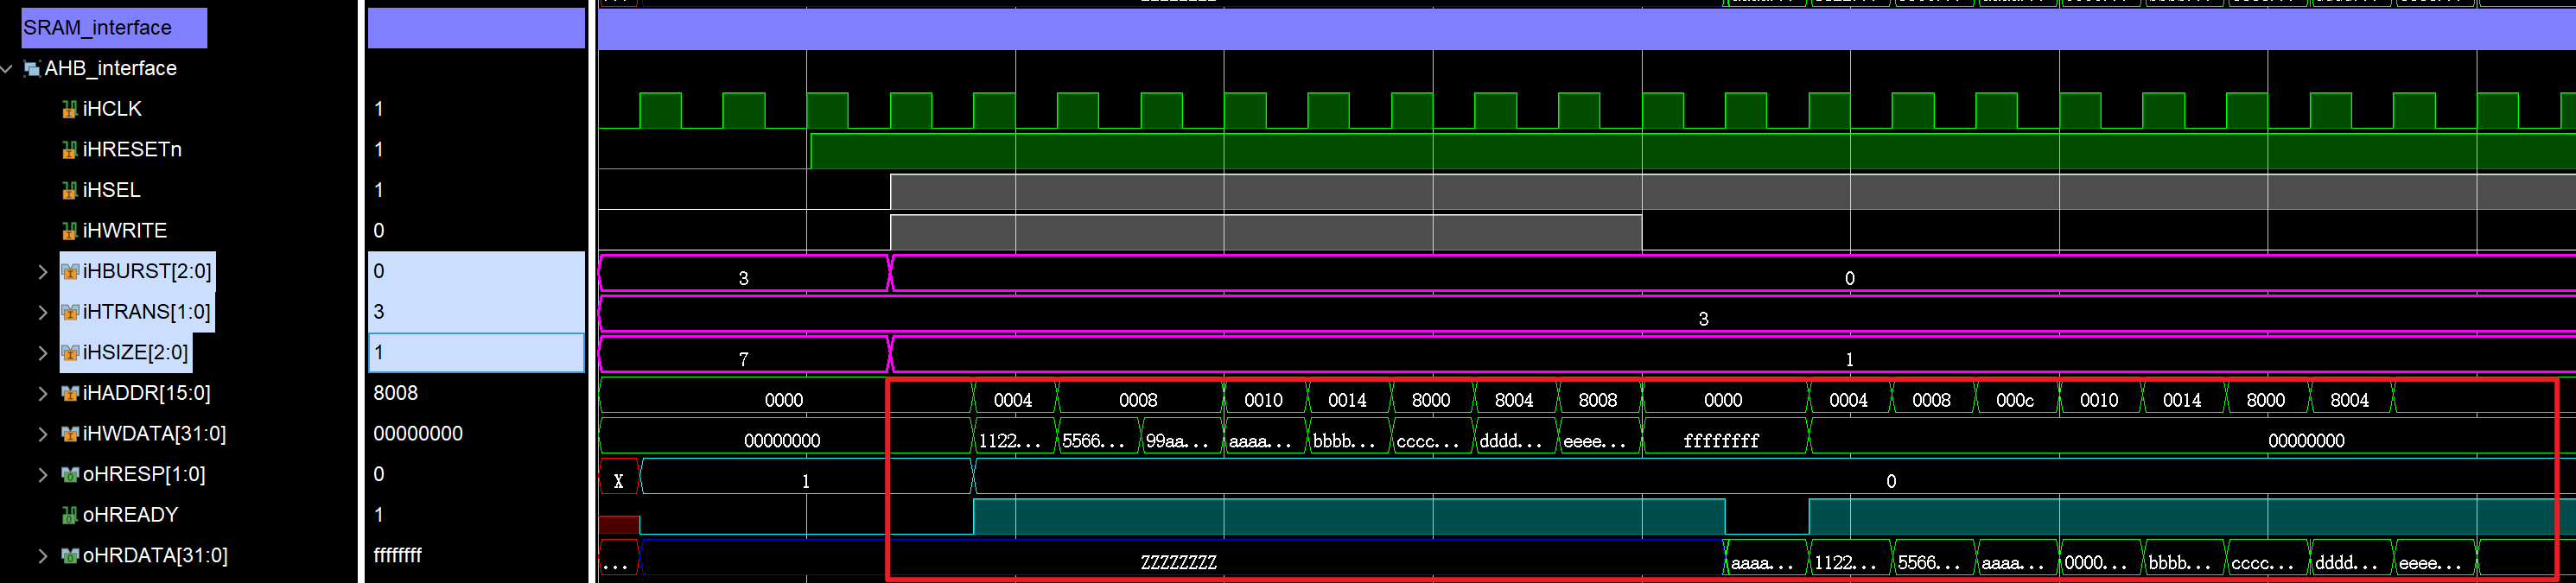 ZZZZZZZZ
SRAM_interface
AHB_interface
iHCLK 1
iHRESETn 1
iHSEL 1
iHWRITE 0
iHBURST[2:0] 0 3 0
iHTRANS[1:0] 3 3
iHSIZE[2:0] 1 7 1
iHADDR[15:0] 8008 0000 0004 0008 0010 0014 8000 8004 8008 0000 0004 0008 000c 0010 0014 8000 8004
iHWDATA[31:0] 00000000 00000000 1122... 5566... 99aa... aaaa... bbbb... cccc... dddd... eeee... ffffffff 00000000
oHRESP[1:0] 0 X 1 0
oHREADY 1
oHRDATA[31:0] ffffffff ... ZZZZZZZZ aaaa... 1122... 5566... aaaa... 0000... bbbb... cccc... dddd... eeee...